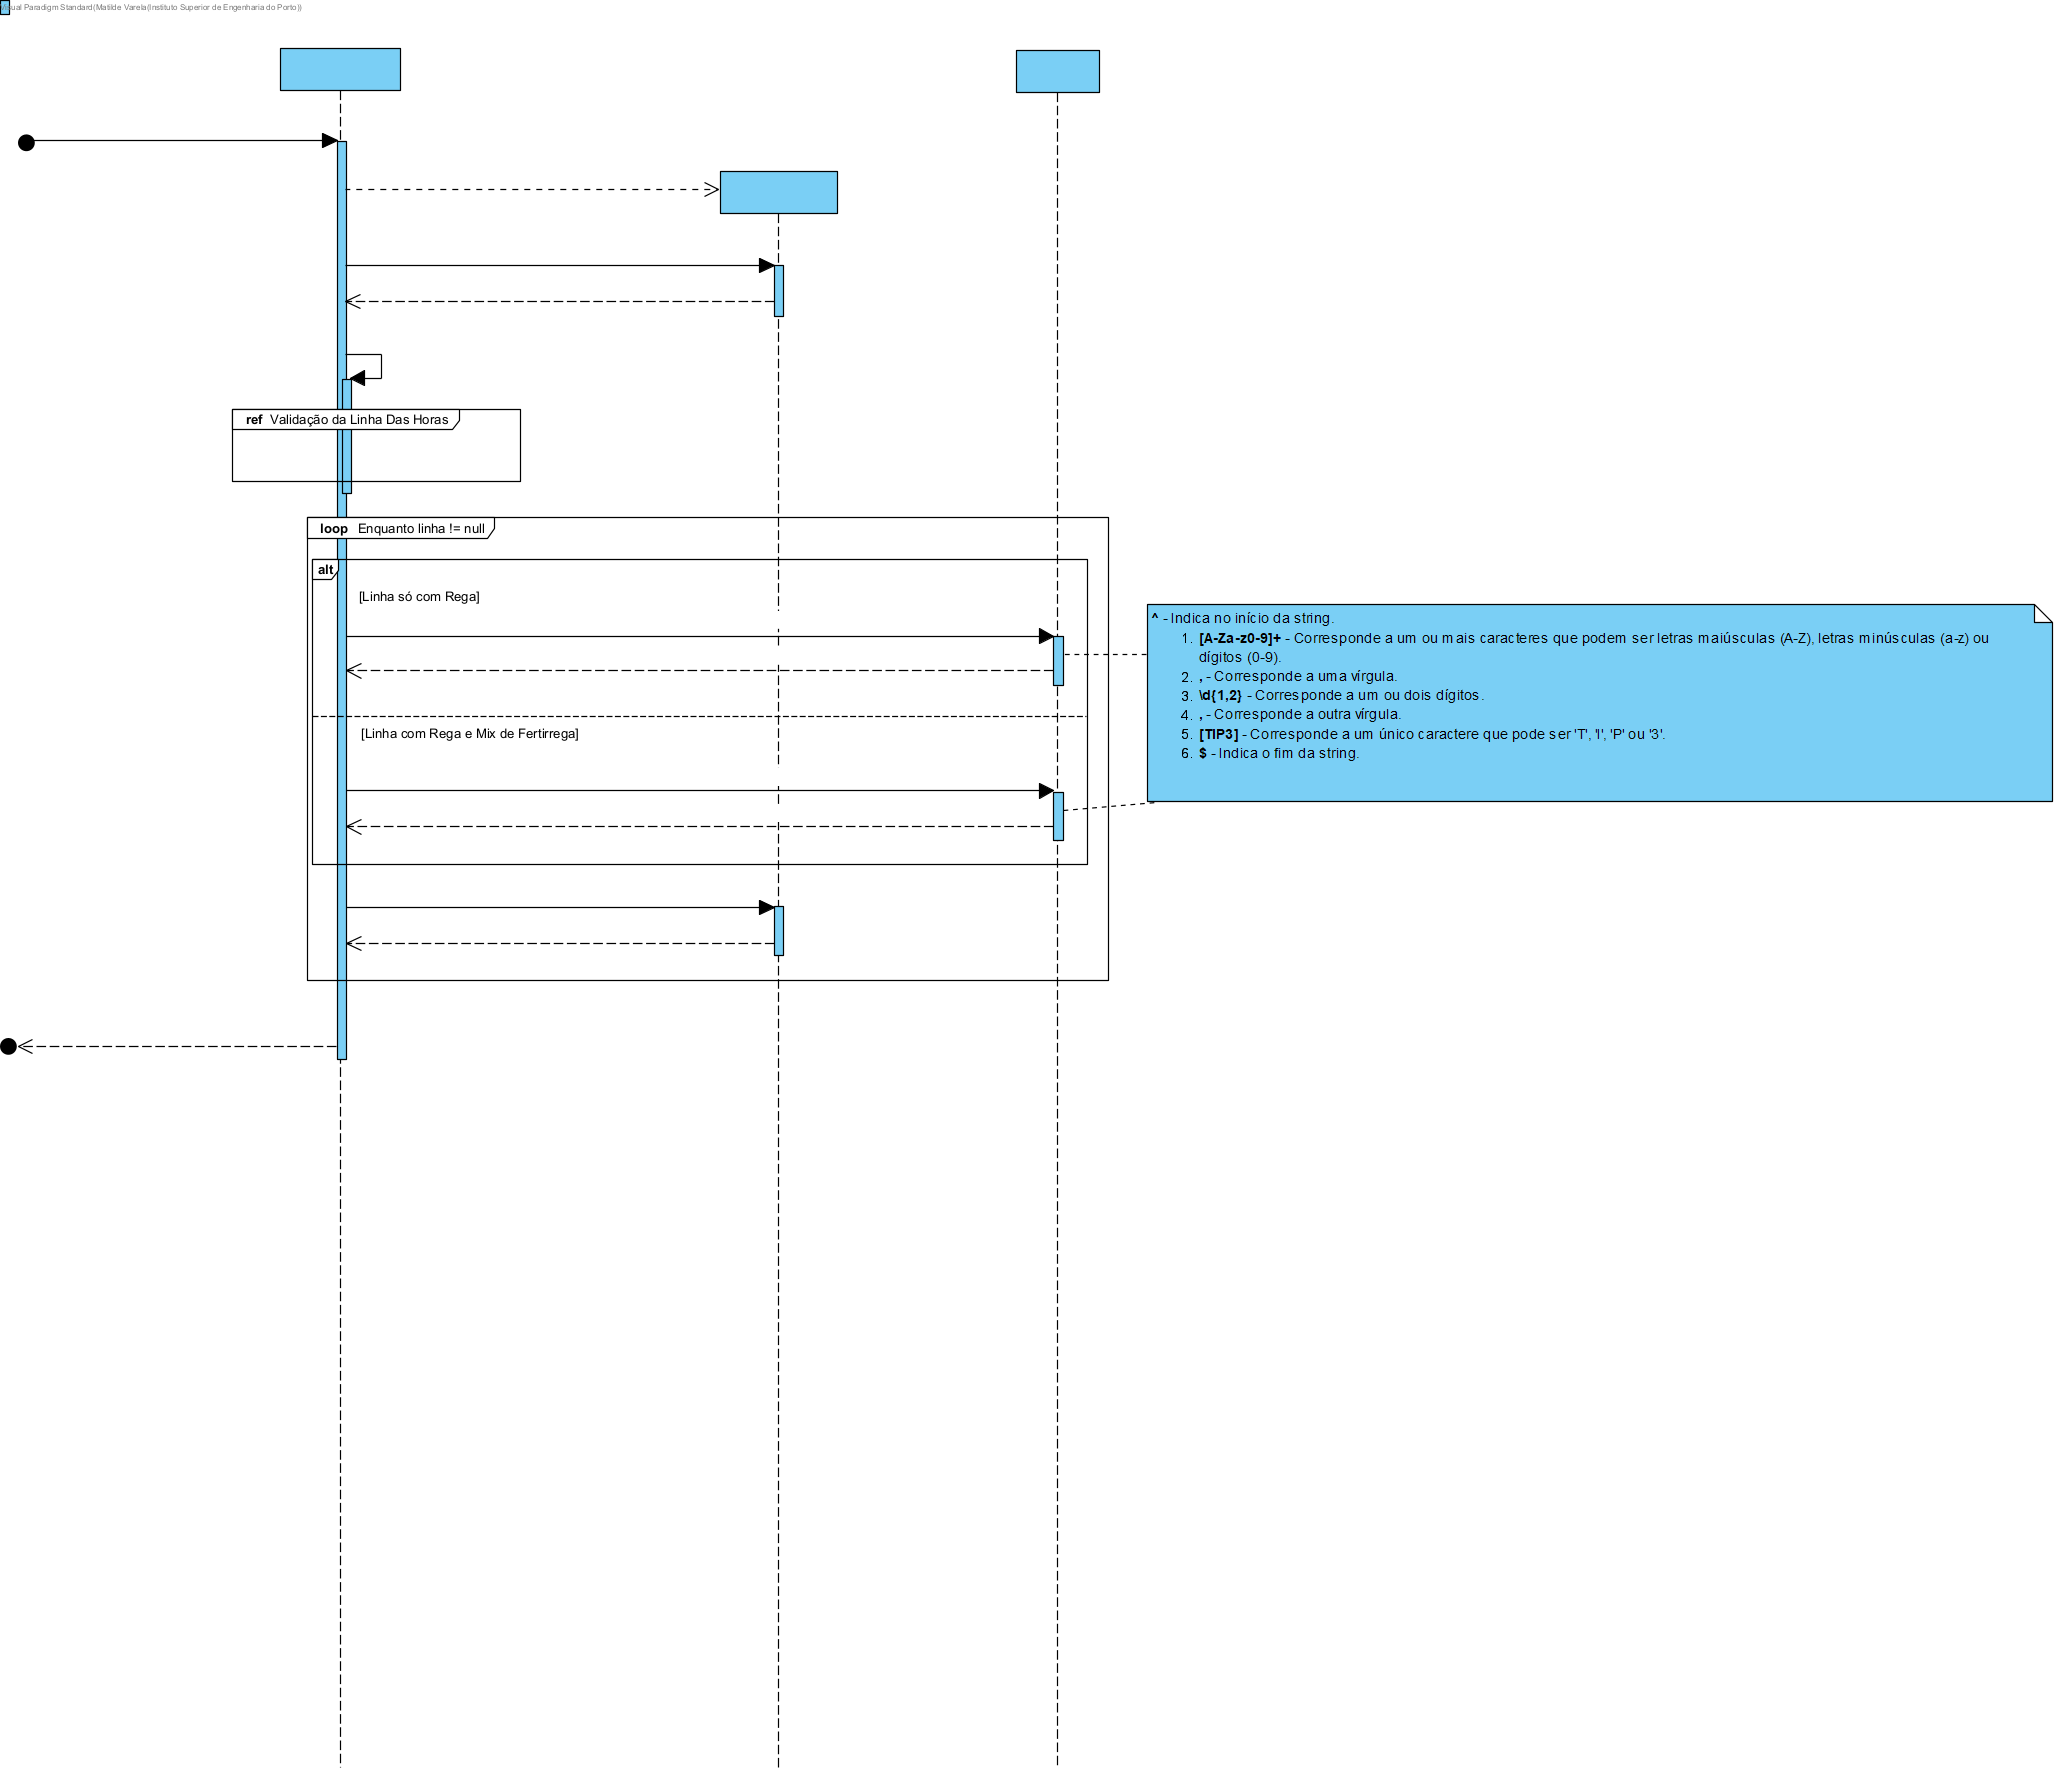 Visual Paradigm Standard(Matilde Varela(Instituto Superior de Engenharia do Porto))
ref Validação da Linha Das Horas
loop Enquanto linha != null
alt
[Linha só com Rega]
[Linha com Rega e Mix de Fertirrega]
^ - Indica no início da string.
1. [A-Za-z0-9]+ - Corresponde a um ou mais caracteres que podem ser letras maiúsculas (A-Z), letras minúsculas (a-z) ou
dígitos (0-9).
2. , - Corresponde a uma vírgula.
3. \d{1,2} - Corresponde a um ou dois dígitos.
4. , - Corresponde a outra vírgula.
5. [TIP3] - Corresponde a um único caractere que pode ser 'T', 'I', 'P' ou '3'.
6. $ - Indica o fim da string.